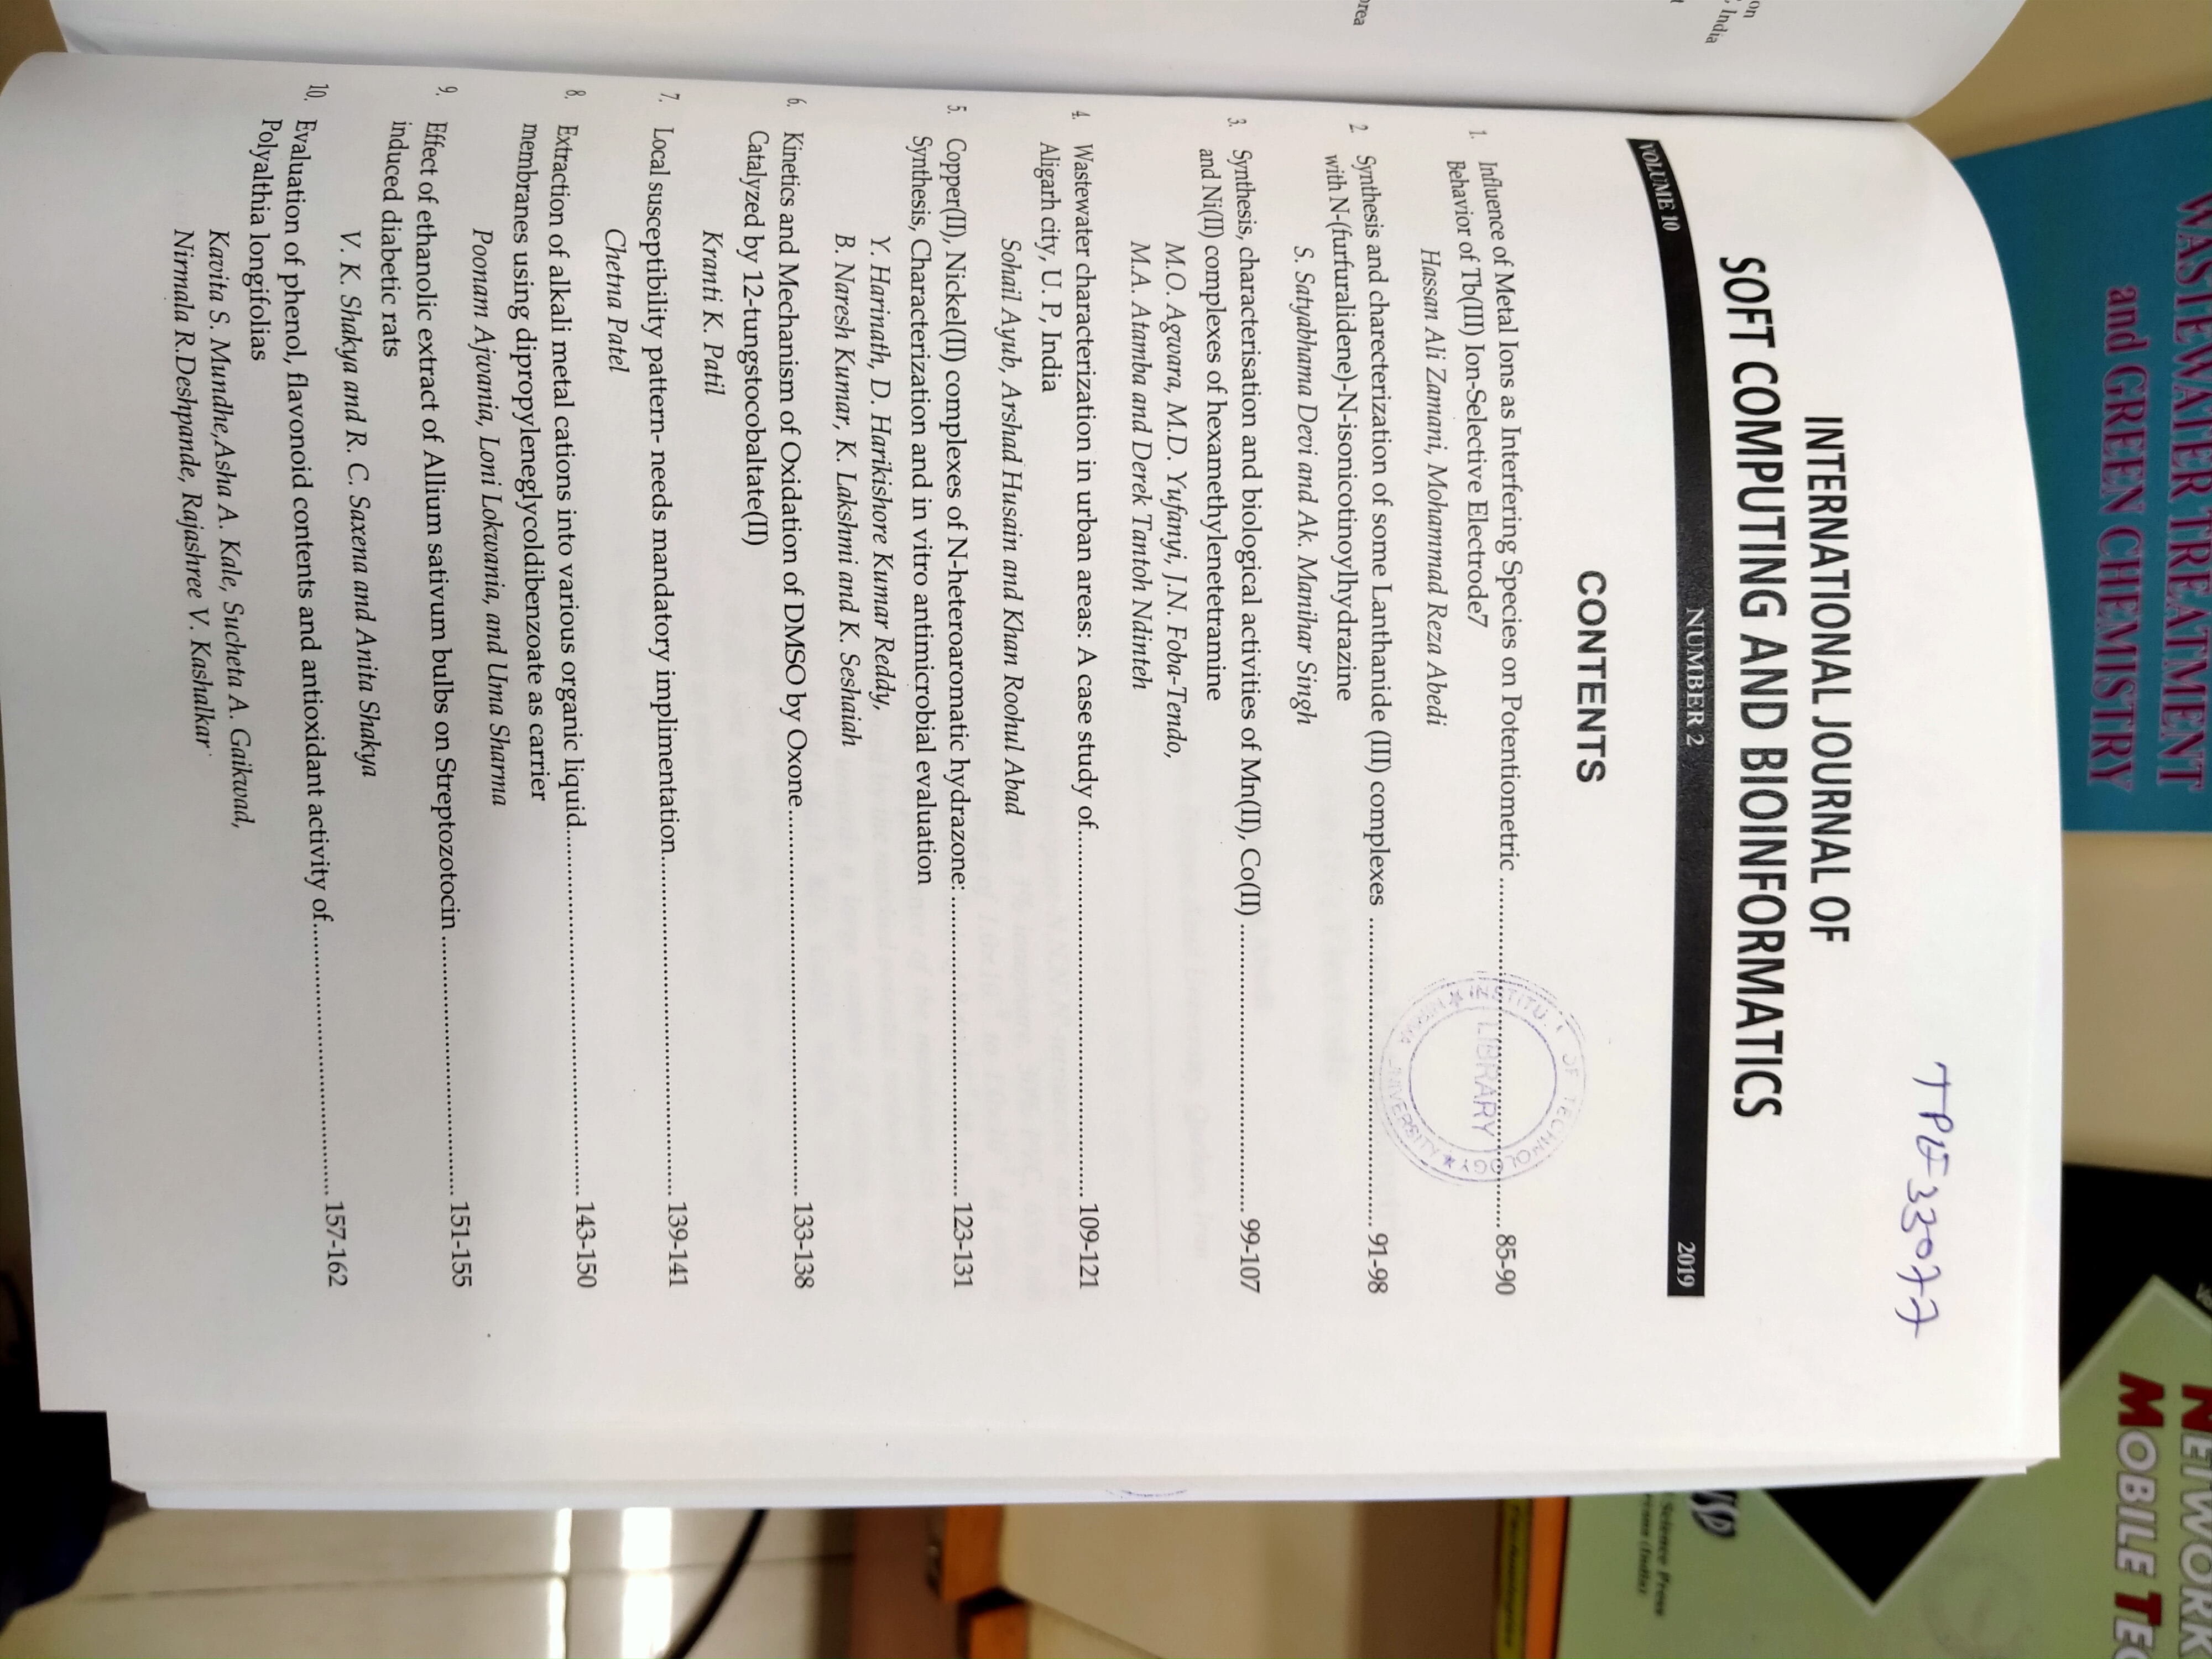 WASTEWATER TREATMENT
and GREEN CHEMISTRY
NETWORK
MOBILE TEC
Science Press
(India)
on
, India
orea
TPE33077
INTERNATIONAL JOURNAL OF
SOFT COMPUTING AND BIOINFORMATICS
VOLUME 10 NUMBER 2 2019
CONTENTS
INSTITUTE OF TECHNOLOGY
LIBRARY
NIRMA UNIVERSITY
1. Influence of Metal Ions as Interfering Species on Potentiometric .......... 85-90
Behavior of Tb(III) Ion-Selective Electrode7
Hassan Ali Zamani, Mohammad Reza Abedi
2. Synthesis and charecterization of some Lanthanide (III) complexes .......... 91-98
with N-(furfuralidene)-N-isonicotinoylhydrazine
S. Satyabhama Devi and Ak. Manihar Singh
3. Synthesis, characterisation and biological activities of Mn(II), Co(II) .......... 99-107
and Ni(II) complexes of hexamethylenetetramine
M.O. Agwara, M.D. Yufanyi, J.N. Foba-Tendo,
M.A. Atamba and Derek Tantoh Ndinteh
4. Wastewater characterization in urban areas: A case study of.......... 109-121
Aligarh city, U. P, India
Sohail Ayub, Arshad Husain and Khan Roohul Abad
5. Copper(II), Nickel(II) complexes of N-heteroaromatic hydrazone: .......... 123-131
Synthesis, Characterization and in vitro antimicrobial evaluation
Y. Harinath, D. Harikishore Kumar Reddy,
B. Naresh Kumar, K. Lakshmi and K. Seshaiah
6. Kinetics and Mechanism of Oxidation of DMSO by Oxone.......... 133-138
Catalyzed by 12-tungstocobaltate(II)
Kranti K. Patil
7. Local susceptibility pattern- needs mandatory implimentation.......... 139-141
Chetna Patel
8. Extraction of alkali metal cations into various organic liquid.......... 143-150
membranes using dipropyleneglycoldibenzoate as carrier
Poonam Ajwania, Loni Lokwania, and Uma Sharma
9. Effect of ethanolic extract of Allium sativum bulbs on Streptozotocin .......... 151-155
induced diabetic rats
V. K. Shakya and R. C. Saxena and Anita Shakya
10. Evaluation of phenol, flavonoid contents and antioxidant activity of.......... 157-162
Polyalthia longifolias
Kavita S. Mundhe,Asha A. Kale, Sucheta A. Gaikwad,
Nirmala R.Deshpande, Rajashree V. Kashalkar